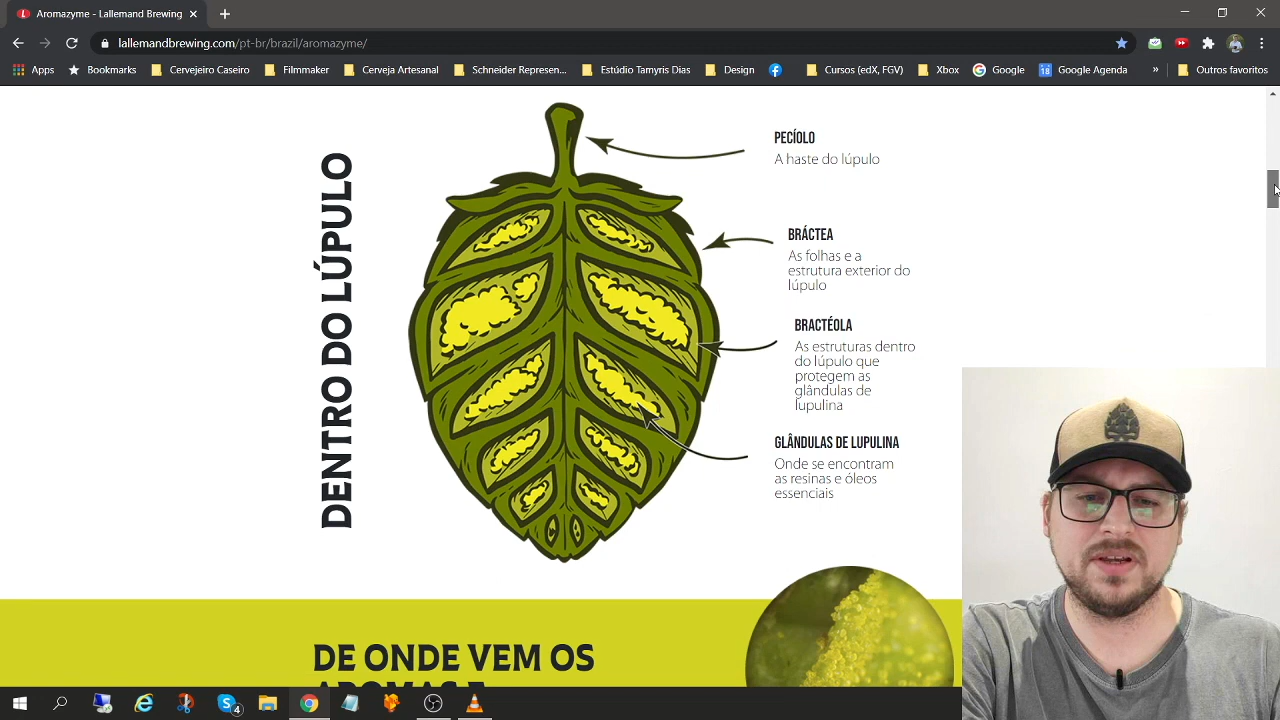 Aromazyme - Lallemand Brewing
lallemandbrewing.com/pt-br/brazil/aromazyme/
Apps Bookmarks Cervejeiro Caseiro Filmmaker Cerveja Artesanal Schneider Represen... Estúdio Tamyris Dias Design Cursos (edX, FGV) Xbox Google 18 Google Agenda » Outros favoritos
DENTRO DO LÚPULO
PECÍOLO
A haste do lúpulo
BRÁCTEA
As folhas e a
estrutura exterior do
lúpulo
BRACTÉOLA
As estruturas dentro
do lúpulo que
protegem as
glândulas de
lupulina
GLÂNDULAS DE LUPULINA
Onde se encontram
as resinas e óleos
essenciais
DE ONDE VEM OS
AROMAS E
4